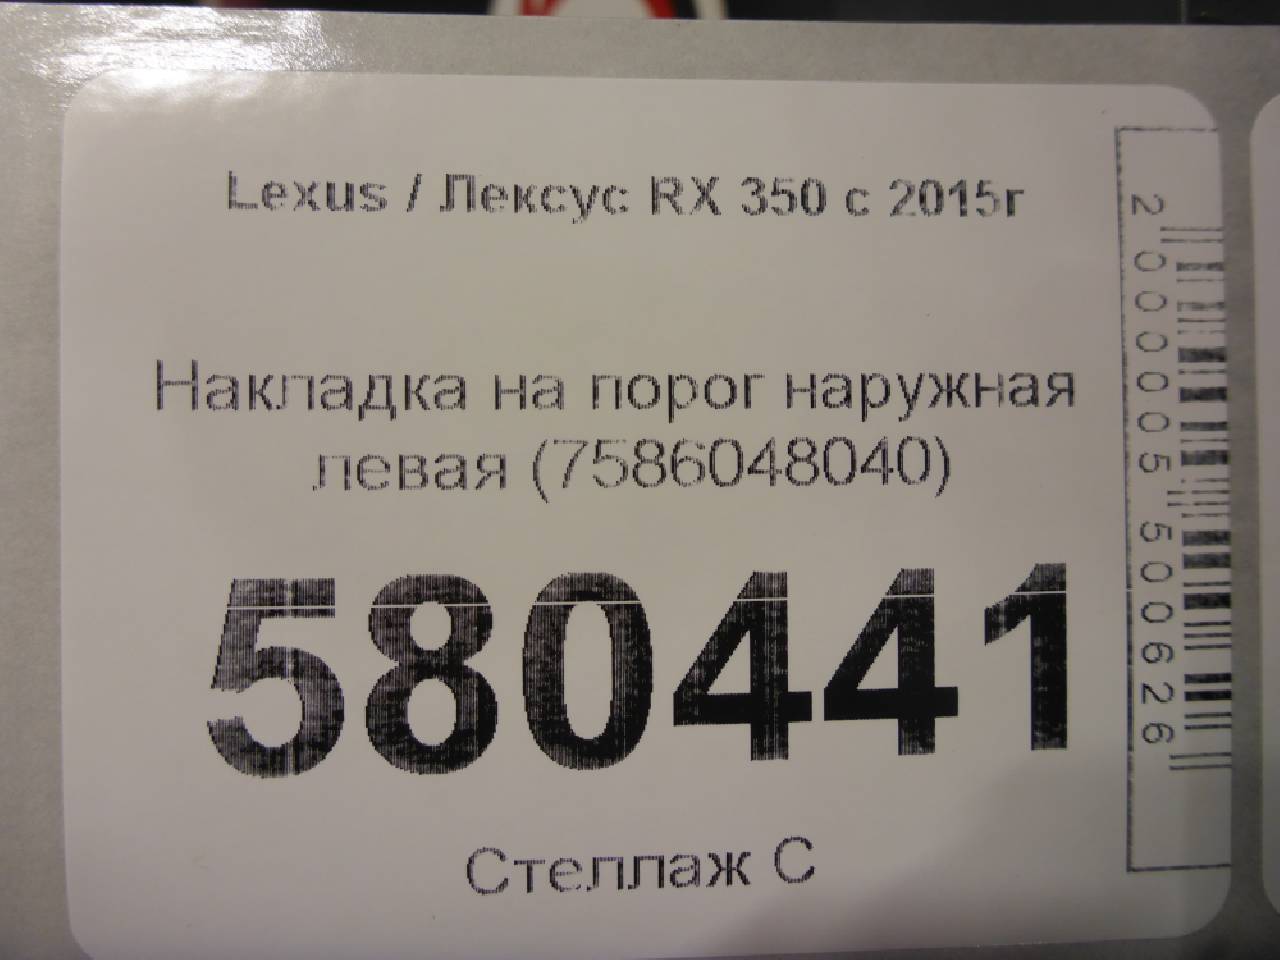 Lexus / Лексус RX 350 с 2015г
Накладка на порог наружная
левая (7586048040)
580441
Стеллаж С
2000005500626